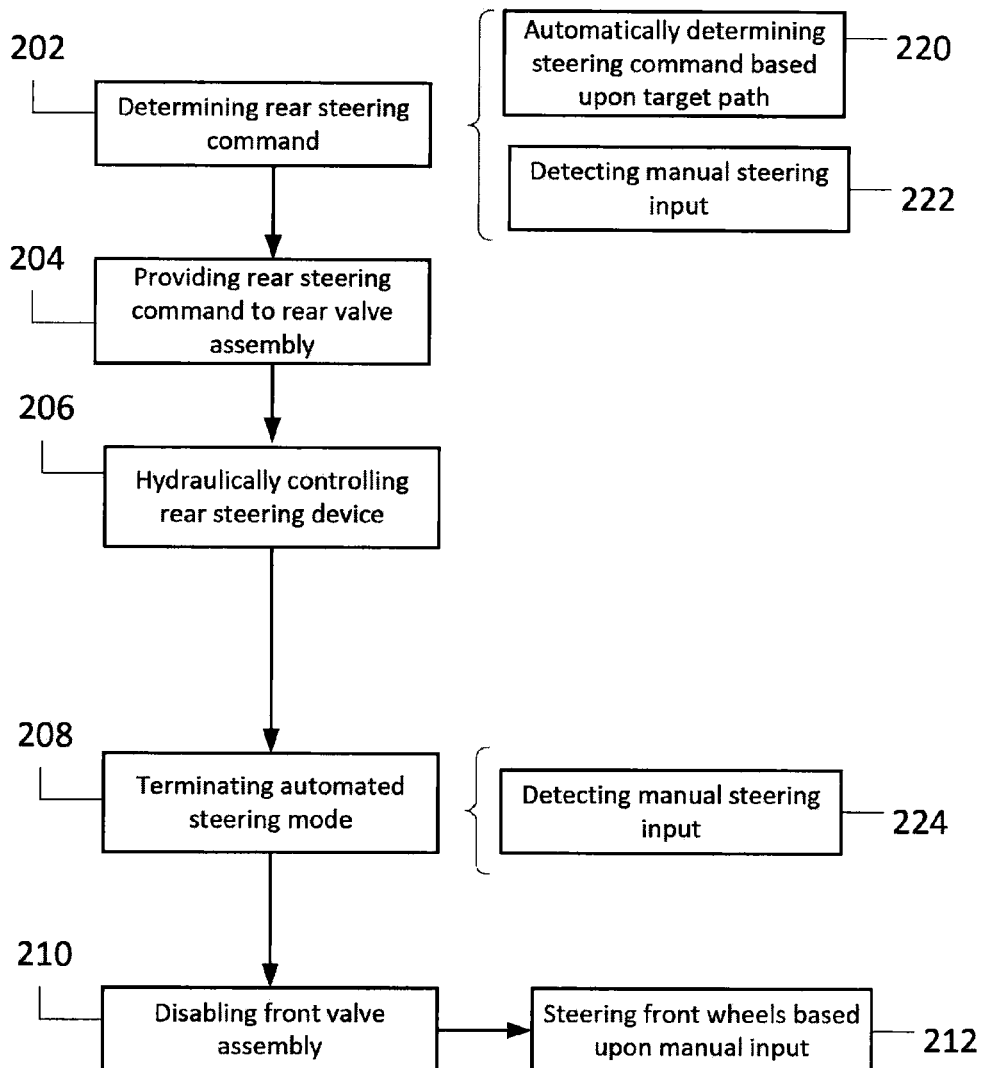 202
Determining rear steering
command
Automatically determining
steering command based
upon target path
220
Detecting manual steering
input
222
204
Providing rear steering
command to rear valve
assembly
206
Hydraulically controlling
rear steering device
208
Terminating automated
steering mode
Detecting manual steering
input
224
210
Disabling front valve
assembly
Steering front wheels based
upon manual input
212